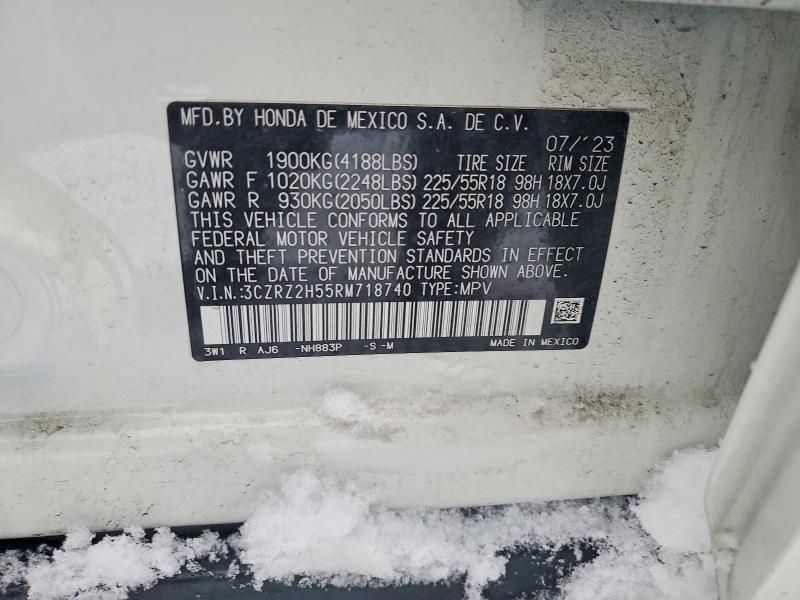 MFD.BY HONDA DE MEXICO S.A. DE C.V.
07/'23
GVWR 1900KG(4188LBS) TIRE SIZE RIM SIZE
GAWR F 1020KG(2248LBS) 225/55R18 98H 18X7.0J
GAWR R 930KG(2050LBS) 225/55R18 98H 18X7.0J
THIS VEHICLE CONFORMS TO ALL APPLICABLE
FEDERAL MOTOR VEHICLE SAFETY
AND THEFT PREVENTION STANDARDS IN EFFECT
ON THE DATE OF MANUFACTURE SHOWN ABOVE.
V.I.N.:3CZRZ2H55RM718740 TYPE:MPV
3W1 R AJ6 -NH883P -S -M MADE IN MEXICO